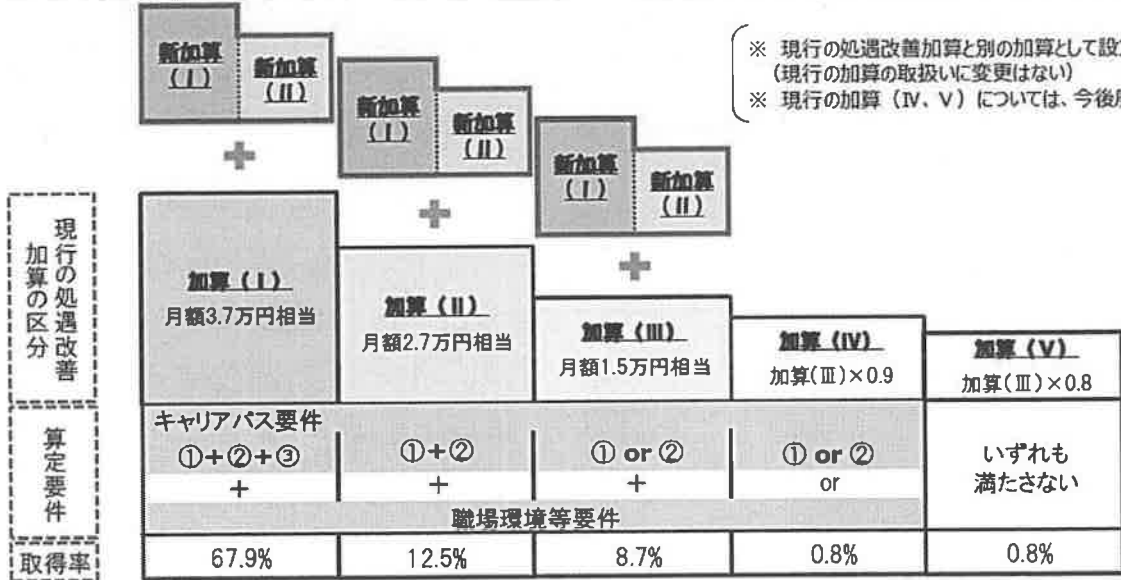 新加算
(Ⅰ)
新加算
(Ⅱ)
新加算
(Ⅰ)
新加算
(Ⅱ)
新加算
(Ⅰ)
新加算
(Ⅱ)
※ 現行の処遇改善加算と別の加算として設
(現行の加算の取扱いに変更はない)
※ 現行の加算(Ⅳ、Ⅴ)については、今後
現行の処遇改善
加算の区分
加算(Ⅰ)
月額3.7万円相当
加算(Ⅱ)
月額2.7万円相当
加算(Ⅲ)
月額1.5万円相当
加算(Ⅳ)
加算(Ⅲ)×0.9
加算(Ⅴ)
加算(Ⅲ)×0.8
算定要件
キャリアパス要件
①+②+③
+
①+②
+
① or ②
+
① or ②
or
いずれも
満たさない
職場環境等要件
取得率
67.9%
12.5%
8.7%
0.8%
0.8%